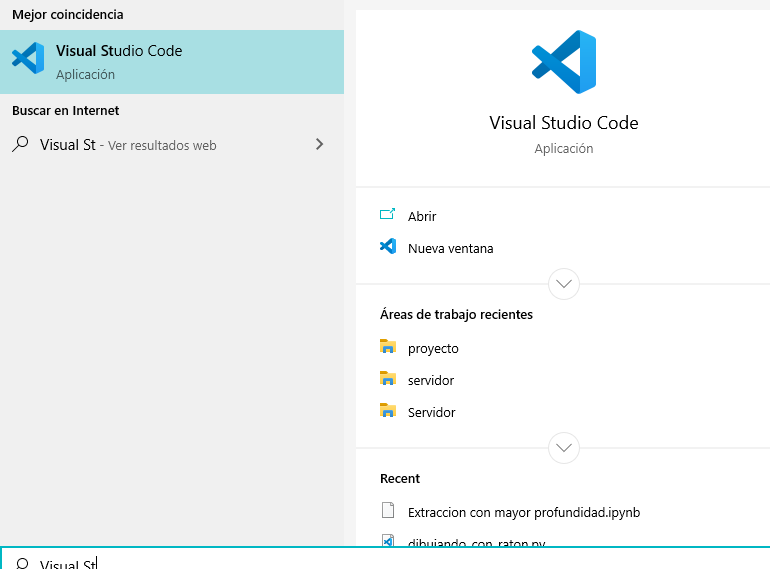 Mejor coincidencia
Visual Studio Code
Aplicación
Buscar en Internet
Visual St - Ver resultados web
Visual Studio Code
Aplicación
Abrir
Nueva ventana
Áreas de trabajo recientes
proyecto
servidor
Servidor
Recent
Extraccion con mayor profundidad.ipynb
dibujando_con_raton.py
Visual St